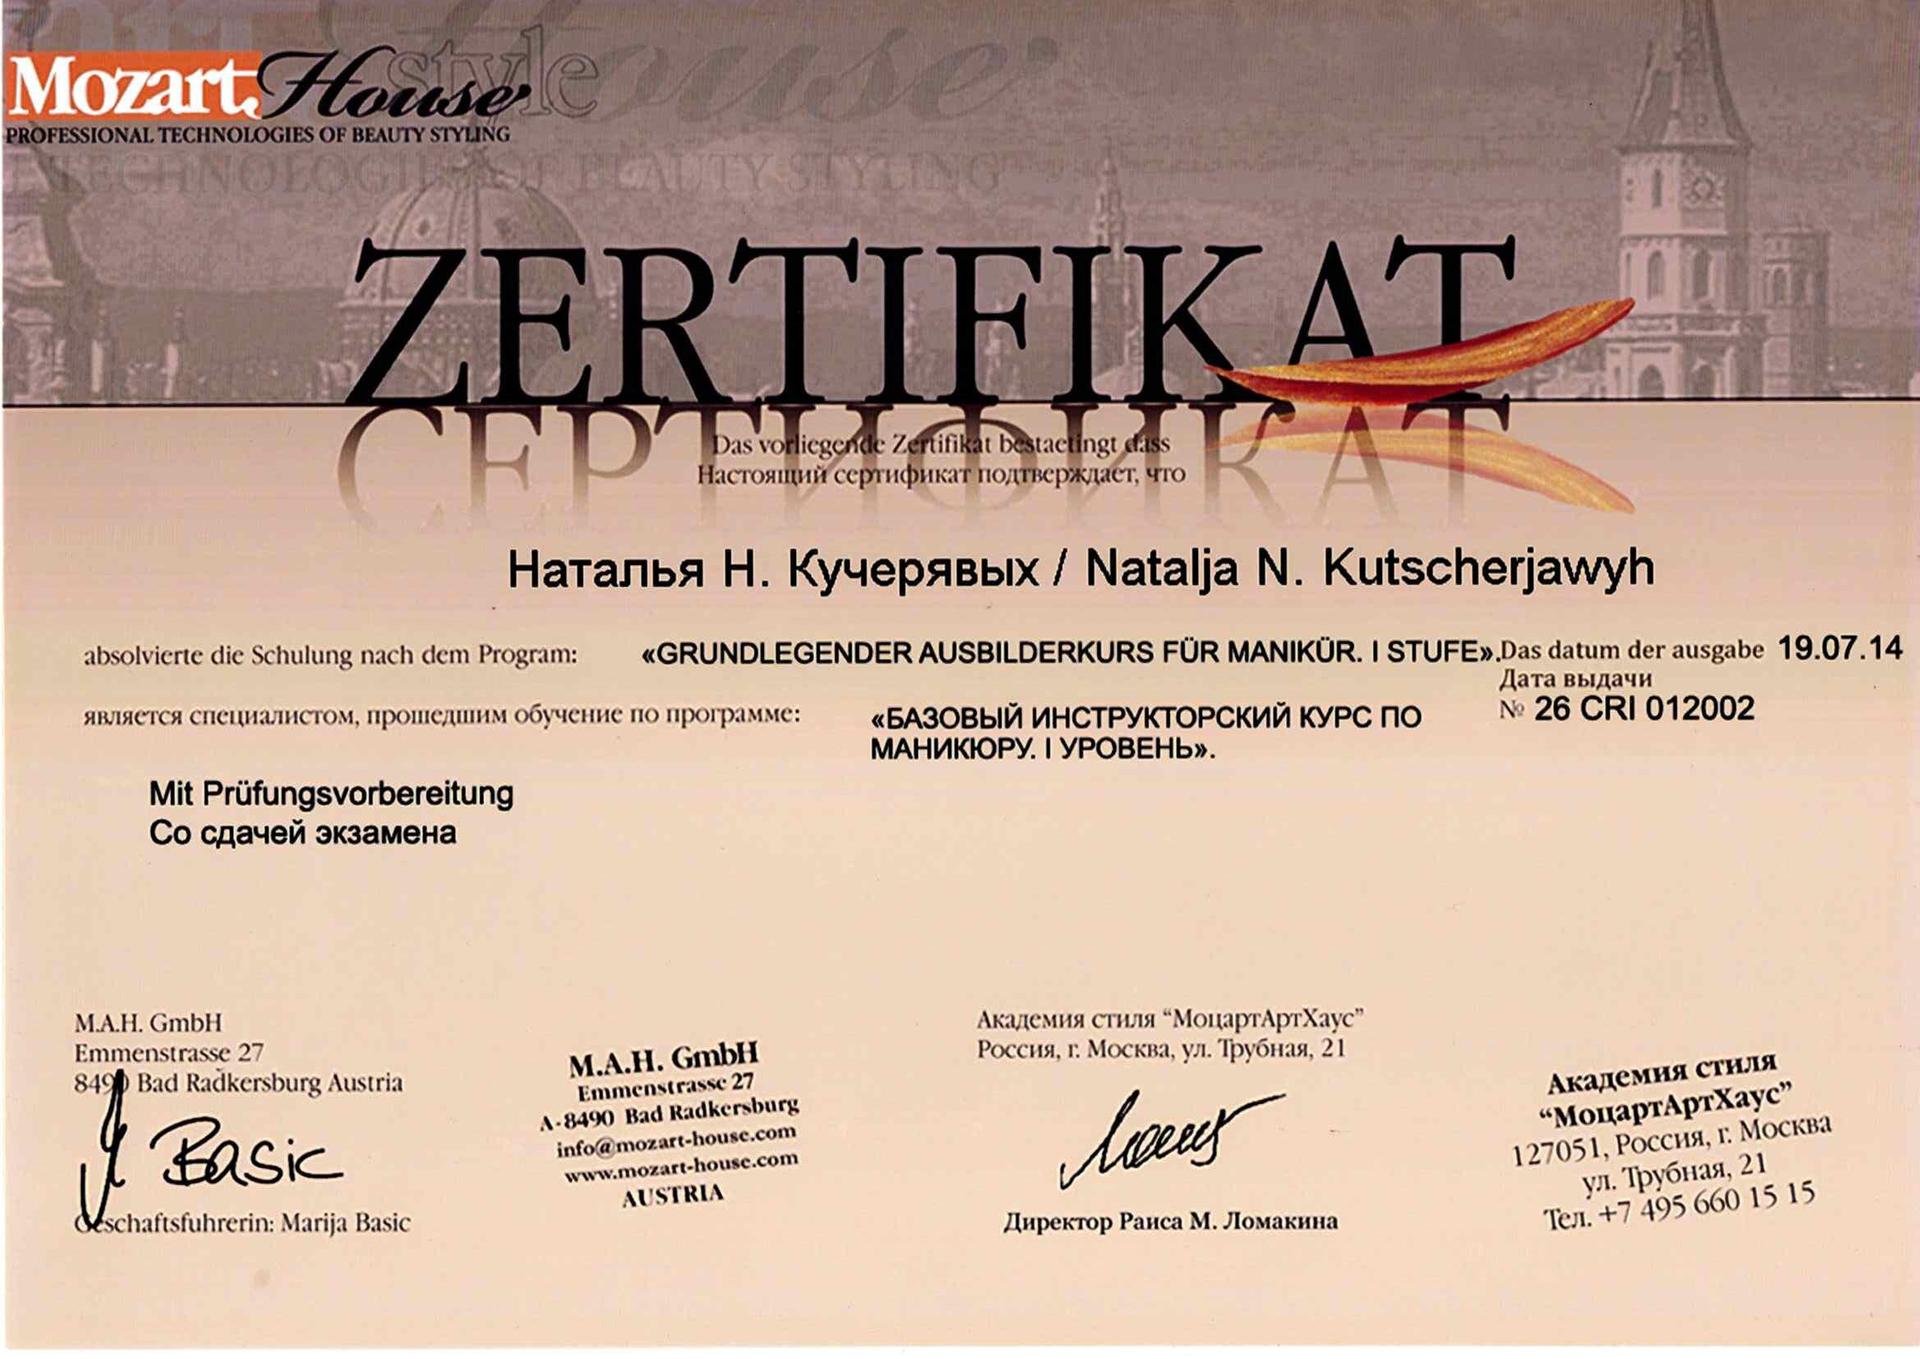 Mozart House
PROFESSIONAL TECHNOLOGIES OF BEAUTY STYLING
style
House
TECHNOLOGIES OF BEAUTY STYLING
ZERTIFIKAT
СЕРТИФИКАТ
Das vorliegende Zertifikat bestaetingt dass
Настоящий сертификат подтверждает, что
Наталья Н. Кучерявых / Natalja N. Kutscherjawyh
absolvierte die Schulung nach dem Program: «GRUNDLEGENDER AUSBILDERKURS FÜR MANIKÜR. I STUFE».
Das datum der ausgabe 19.07.14
Дата выдачи
№ 26 CRI 012002
является специалистом, прошедшим обучение по программе: «БАЗОВЫЙ ИНСТРУКТОРСКИЙ КУРС ПО
МАНИКЮРУ. I УРОВЕНЬ».
Mit Prüfungsvorbereitung
Со сдачей экзамена
M.A.H. GmbH
Emmenstrasse 27
8490 Bad Radkersburg Austria
Basic
Geschaftsfuhrerin: Marija Basic
M.A.H. GmbH
Emmenstrasse 27
A-8490 Bad Radkersburg
info@mozart-house.com
www.mozart-house.com
AUSTRIA
Академия стиля “МоцартАртХаус”
Россия, г. Москва, ул. Трубная, 21
Директор Раиса М. Ломакина
Академия стиля
“МоцартАртХаус”
127051, Россия, г. Москва
ул. Трубная, 21
Тел. +7 495 660 15 15